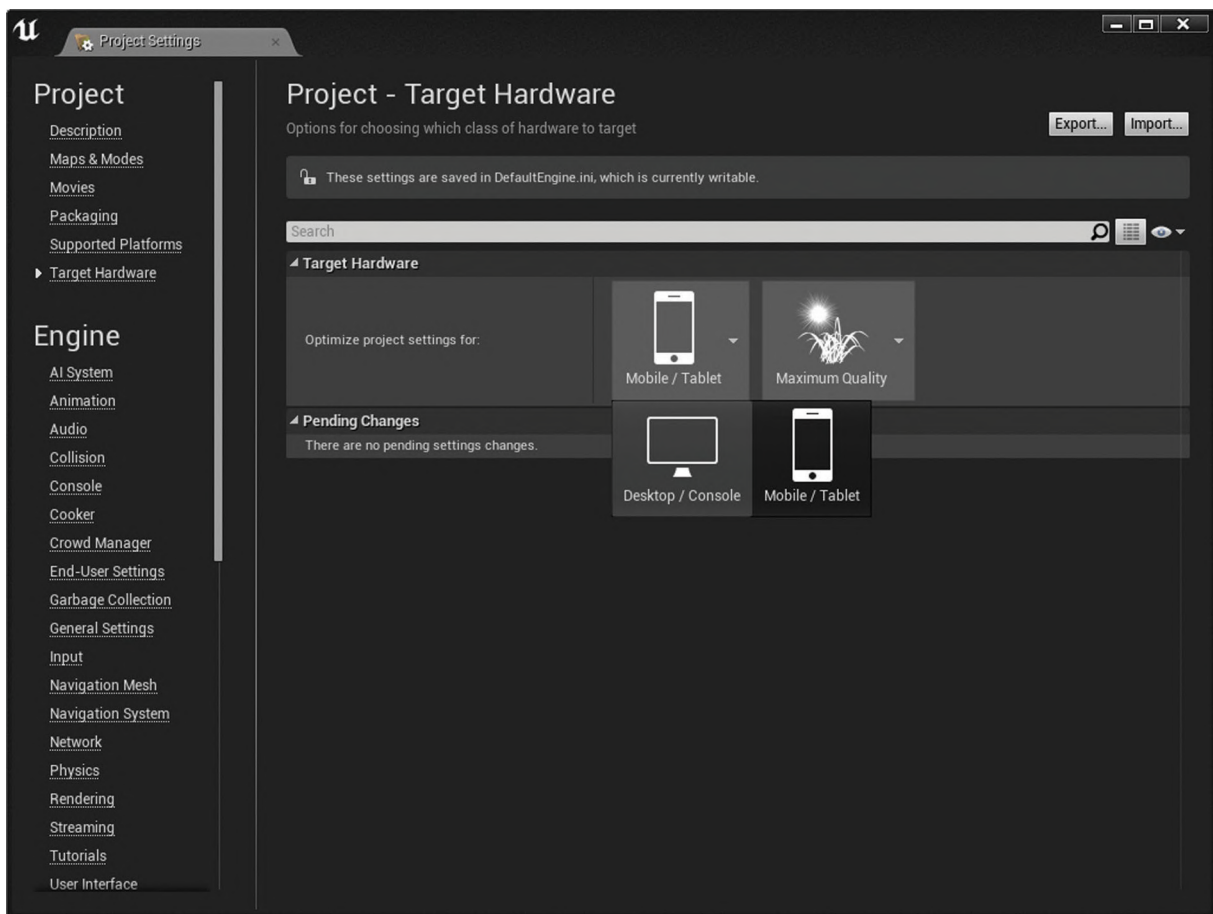 Project Settings
Project
Description
Maps & Modes
Movies
Packaging
Supported Platforms
Target Hardware
Engine
AI System
Animation
Audio
Collision
Console
Cooker
Crowd Manager
End-User Settings
Garbage Collection
General Settings
Input
Navigation Mesh
Navigation System
Network
Physics
Rendering
Streaming
Tutorials
User Interface
Project - Target Hardware
Options for choosing which class of hardware to target
Export... Import...
These settings are saved in DefaultEngine.ini, which is currently writable.
Search
Target Hardware
Optimize project settings for:
Mobile / Tablet Maximum Quality
Pending Changes
There are no pending settings changes.
Desktop / Console Mobile / Tablet